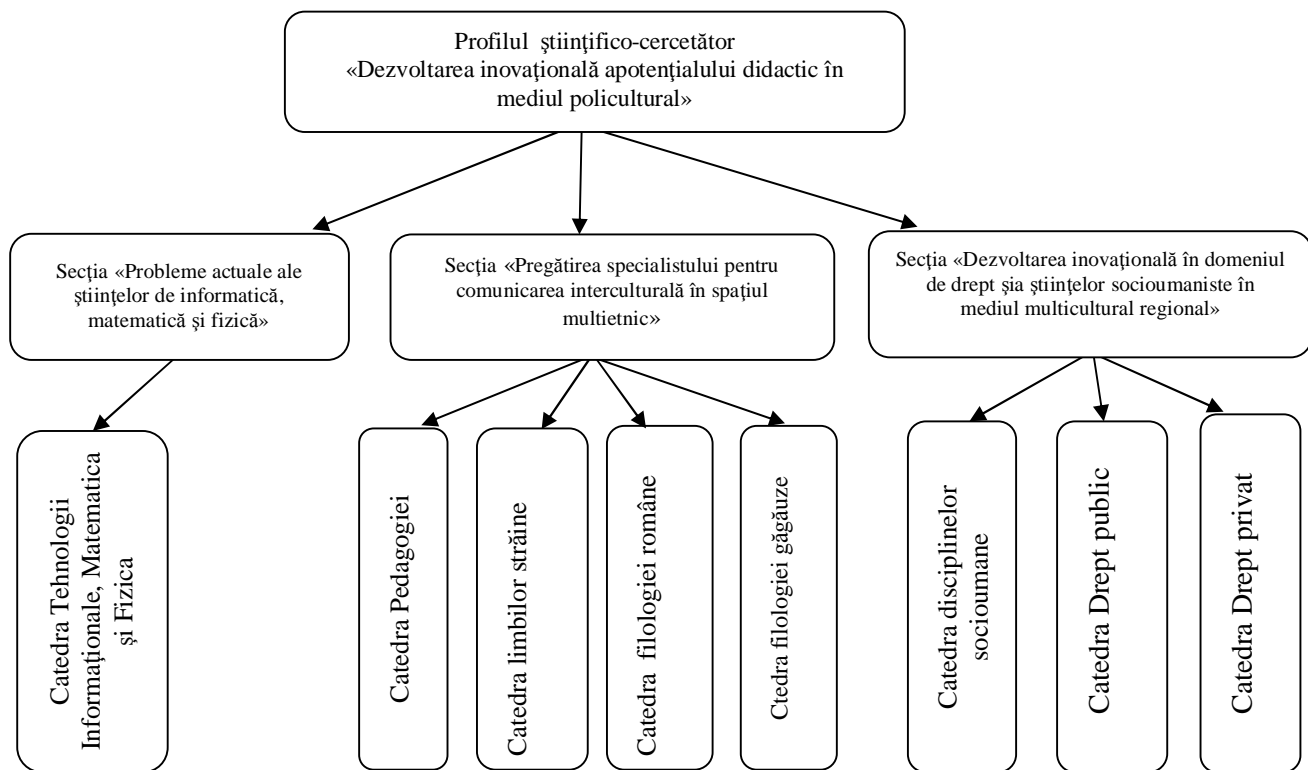 Profilul ştiinţifico-cercetător
«Dezvoltarea inovaţională apotenţialului didactic în
mediul policultural»
Secţia «Probleme actuale ale
ştiinţelor de informatică,
matematică şi fizică»
Secţia «Pregătirea specialistului pentru
comunicarea interculturală în spaţiul
multietnic»
Secţia «Dezvoltarea inovaţională în domeniul
de drept şia ştiinţelor socioumaniste în
mediul multicultural regional»
Catedra Tehnologii
Informaţionale, Matematica
şi Fizica
Catedra Pedagogiei
Catedra limbilor străine
Catedra filologiei române
Ctedra filologiei găgăuze
Catedra disciplinelor
socioumane
Catedra Drept public
Catedra Drept privat